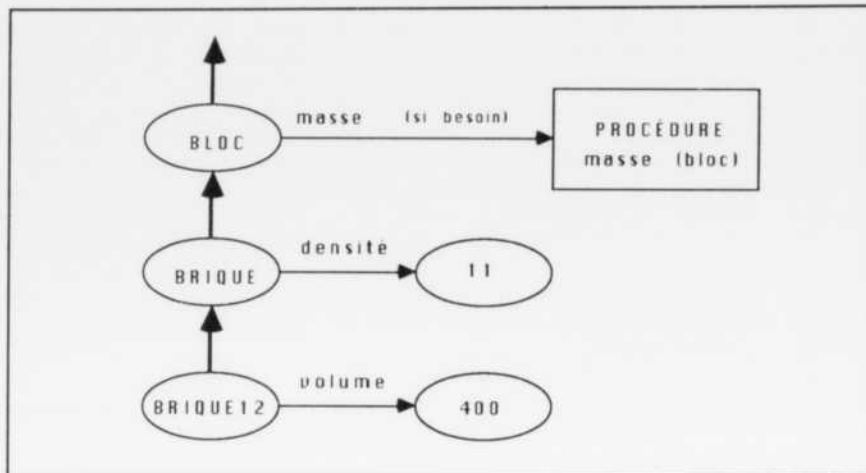 masse (si besoin)
BLOC
PROCÉDURE
masse (bloc)
densité
BRIQUE
11
volume
BRIQUE12
400